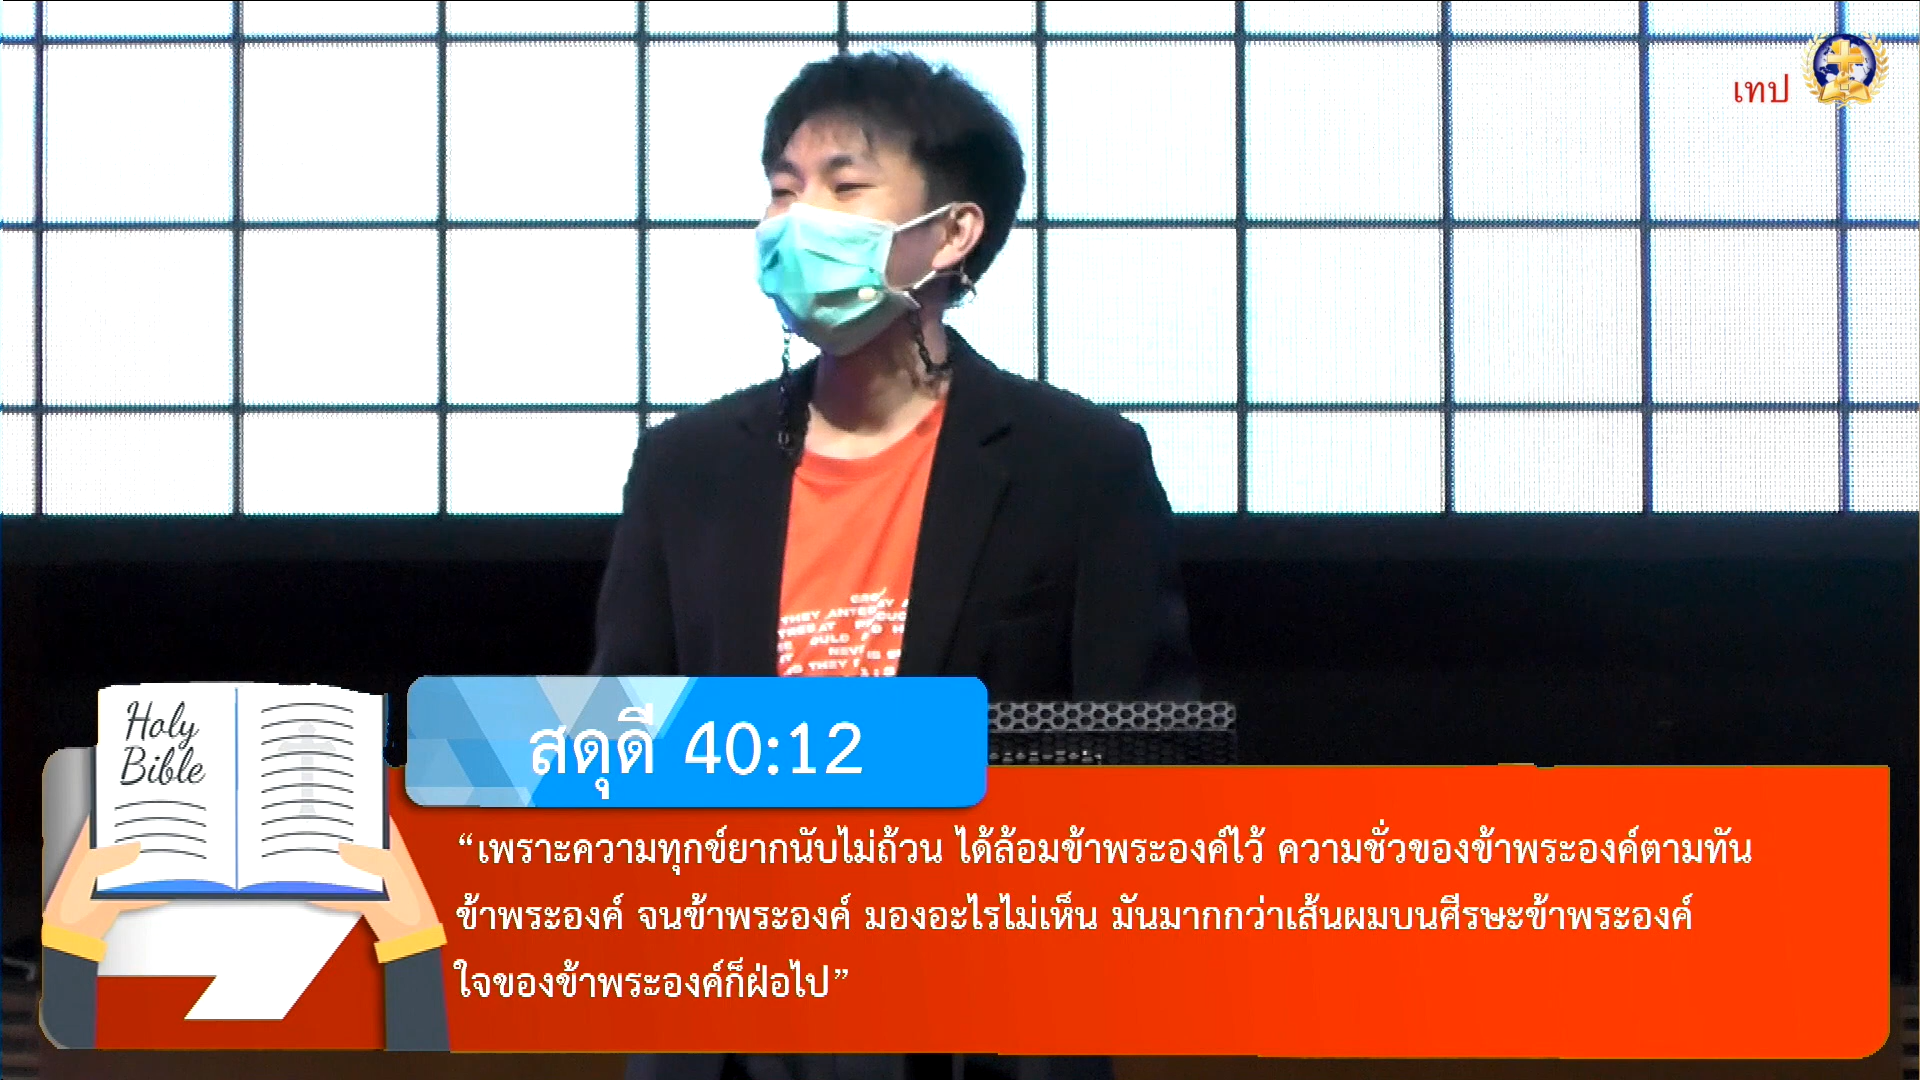 เทป
THEY
NEVE
THEY
Holy
Bible
สดุดี 40:12
“เพราะความทุกข์ยากนับไม่ถ้วน ได้ล้อมข้าพระองค์ไว้ ความชั่วของข้าพระองค์ตามทัน
ข้าพระองค์ จนข้าพระองค์ มองอะไรไม่เห็น มันมากกว่าเส้นผมบนศีรษะข้าพระองค์
ใจของข้าพระองค์ก็ฝ่อไป”